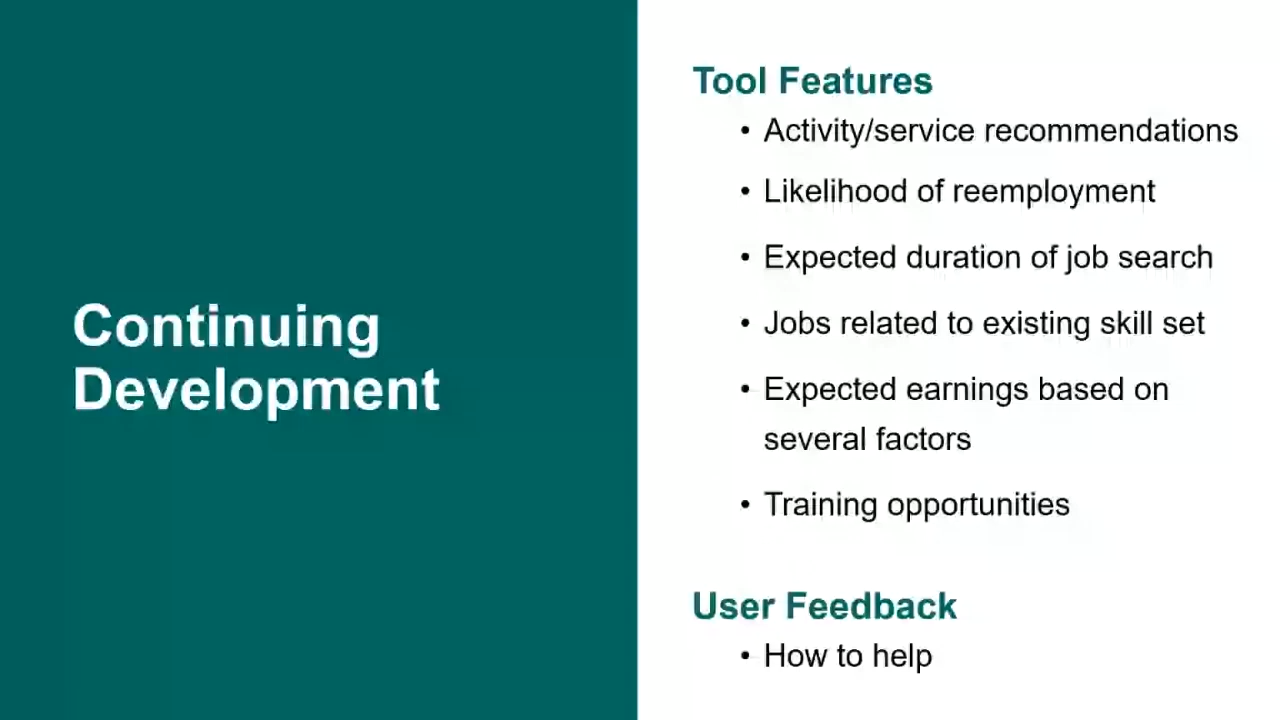 Continuing
Development
Tool Features
• Activity/service recommendations
• Likelihood of reemployment
• Expected duration of job search
• Jobs related to existing skill set
• Expected earnings based on
several factors
• Training opportunities
User Feedback
• How to help